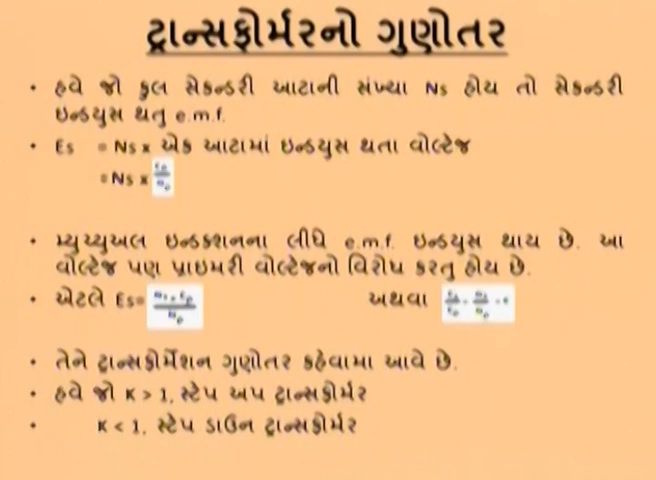 ટ્રાન્સફોર્મરનો ગુણોતર
• હવે જો કુલ સેકન્ડરી આટાની સંખ્યા Ns હોય તો સેકન્ડરી
ઇન્ડયુસ થતુ e.m.f.
• Es = Ns x એક આટામાં ઇન્ડયુસ થતા વોલ્ટેજ
= Ns x
• મ્યુચ્યુઅલ ઇન્ડક્શનના લીધે e.m.f. ઇન્ડયુસ થાય છે. આ
વોલ્ટેજ પણ પ્રાઇમરી વોલ્ટેજનો વિરોધ કરતુ હોય છે.
• એટલે Es= અથવા
• તેને ટ્રાન્સફોર્મેશન ગુણોતર કહેવામા આવે છે.
• હવે જો K > 1, સ્ટેપ અપ ટ્રાન્સફોર્મર
• K < 1, સ્ટેપ ડાઉન ટ્રાન્સફોર્મર